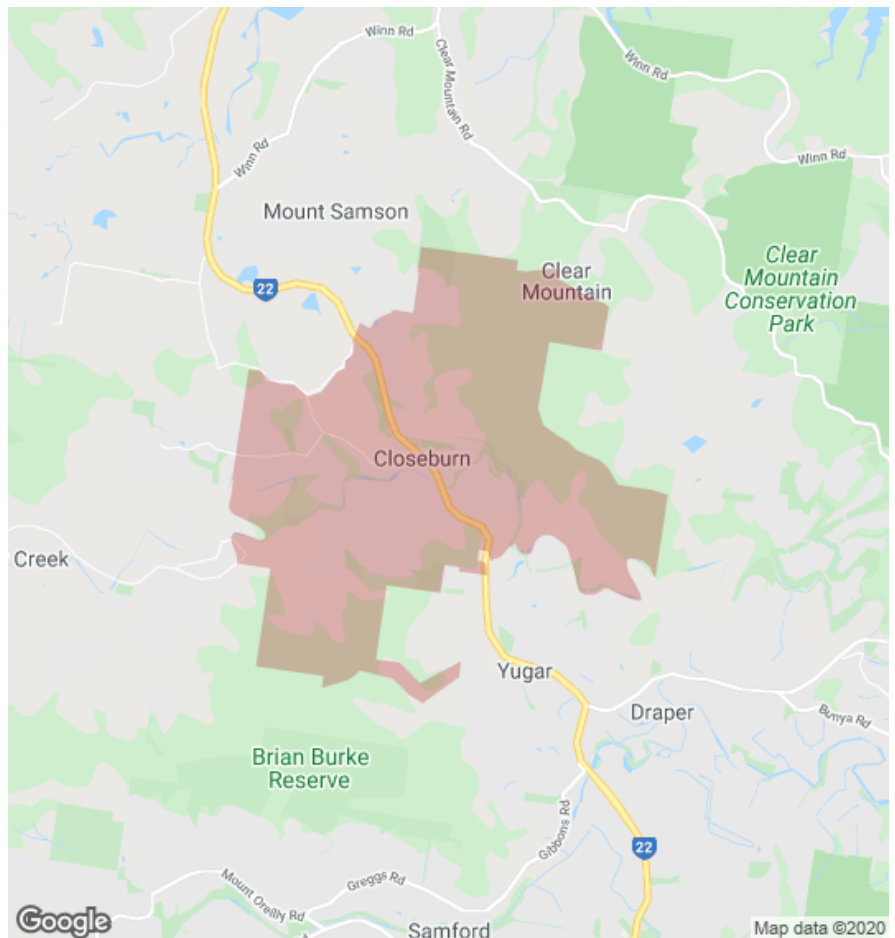 Winn Rd
Winn Rd
Clear Mountain Rd
Winn Rd
Winn Rd
Mount Samson
Clear
Mountain
Clear
Mountain
Conservation
Park
22
Closeburn
Creek
Yugar
Draper
Bunya Rd
Brian Burke
Reserve
Gibbons Rd
22
Greggs Rd
Mount Oreilly Rd
Samford
Google
Map data ©2020